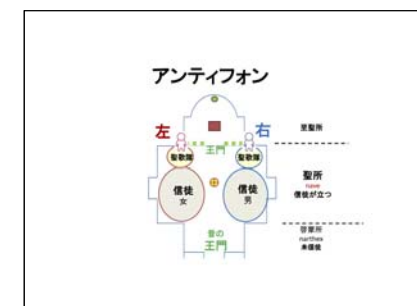 アンティフォン
左
右
至聖所
王門
聖歌隊
聖歌隊
聖所
nave
信徒が立つ
信徒
女
信徒
男
啓蒙所
narthex
未信徒
昔の
王門